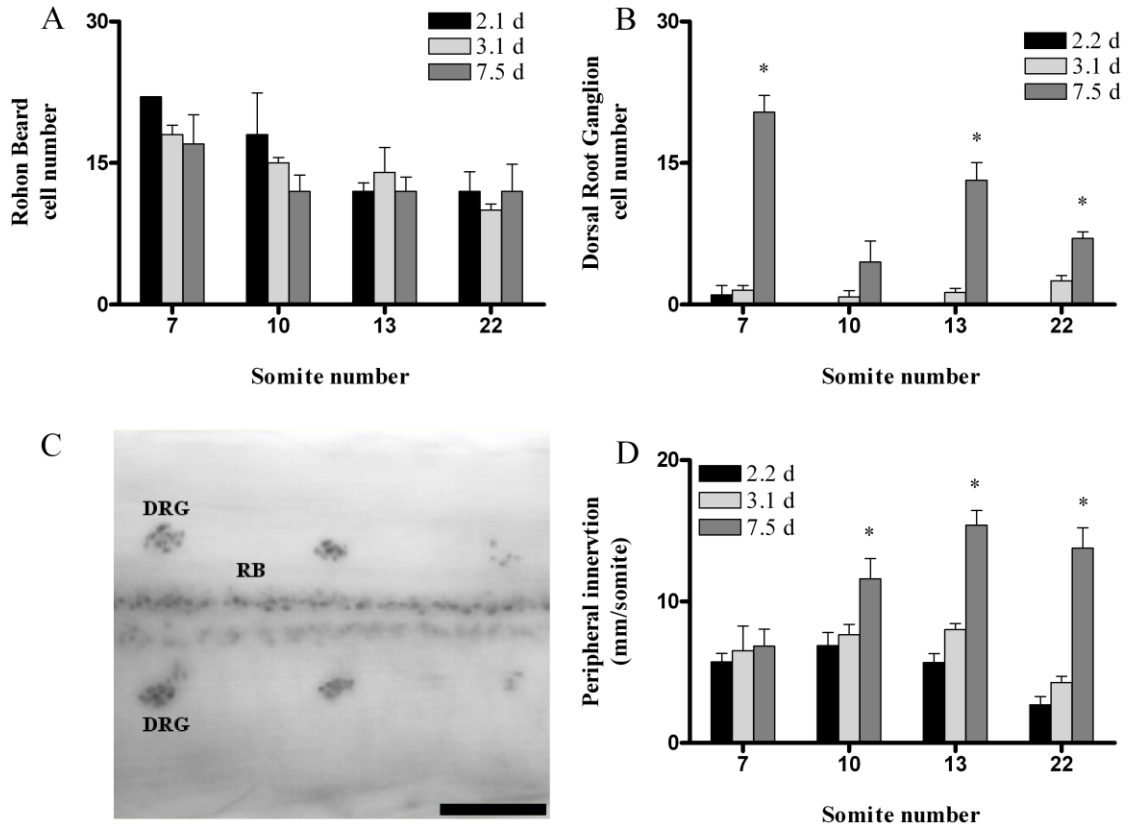 A
30
15
0
Rohon Beard
cell number
2.1 d
3.1 d
7.5 d
7 10 13 22
Somite number
B
30
15
0
Dorsal Root Ganglion
cell number
2.2 d
3.1 d
7.5 d
* * *
7 10 13 22
Somite number
C
DRG
RB
DRG
D
20
10
0
Peripheral innervtion
(mm/somite)
2.2 d
3.1 d
7.5 d
* * *
7 10 13 22
Somite number